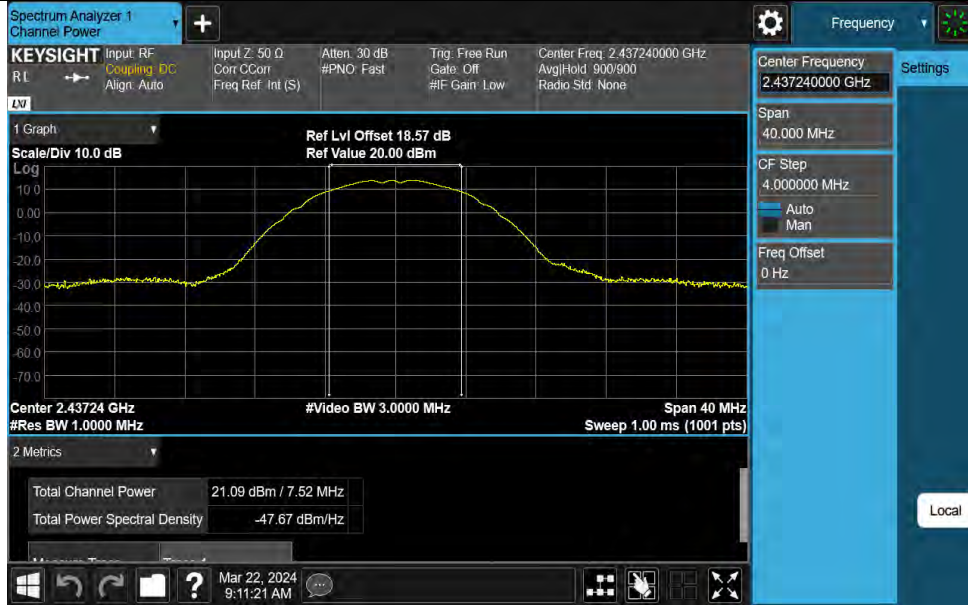 Spectrum Analyzer 1
Channel Power
Frequency
KEYSIGHT
RL
LXI
Input: RF
Coupling: DC
Align: Auto
Input Z: 50 Ω
Corr CCorr
Freq Ref: Int (S)
Atten: 30 dB
#PNO: Fast
Trig: Free Run
Gate: Off
#IF Gain: Low
Center Freq: 2.437240000 GHz
Avg|Hold: 900/900
Radio Std: None
Center Frequency
2.437240000 GHz
Settings
Span
40.000 MHz
CF Step
4.000000 MHz
Auto
Man
Freq Offset
0 Hz
1 Graph
Scale/Div 10.0 dB
Ref Lvl Offset 18.57 dB
Ref Value 20.00 dBm
Log
10.0
0.00
-10.0
-20.0
-30.0
-40.0
-50.0
-60.0
-70.0
Center 2.43724 GHz
#Video BW 3.0000 MHz
Span 40 MHz
#Res BW 1.0000 MHz
Sweep 1.00 ms (1001 pts)
2 Metrics
Total Channel Power
21.09 dBm / 7.52 MHz
Total Power Spectral Density
-47.67 dBm/Hz
Local
?
Mar 22, 2024
9:11:21 AM